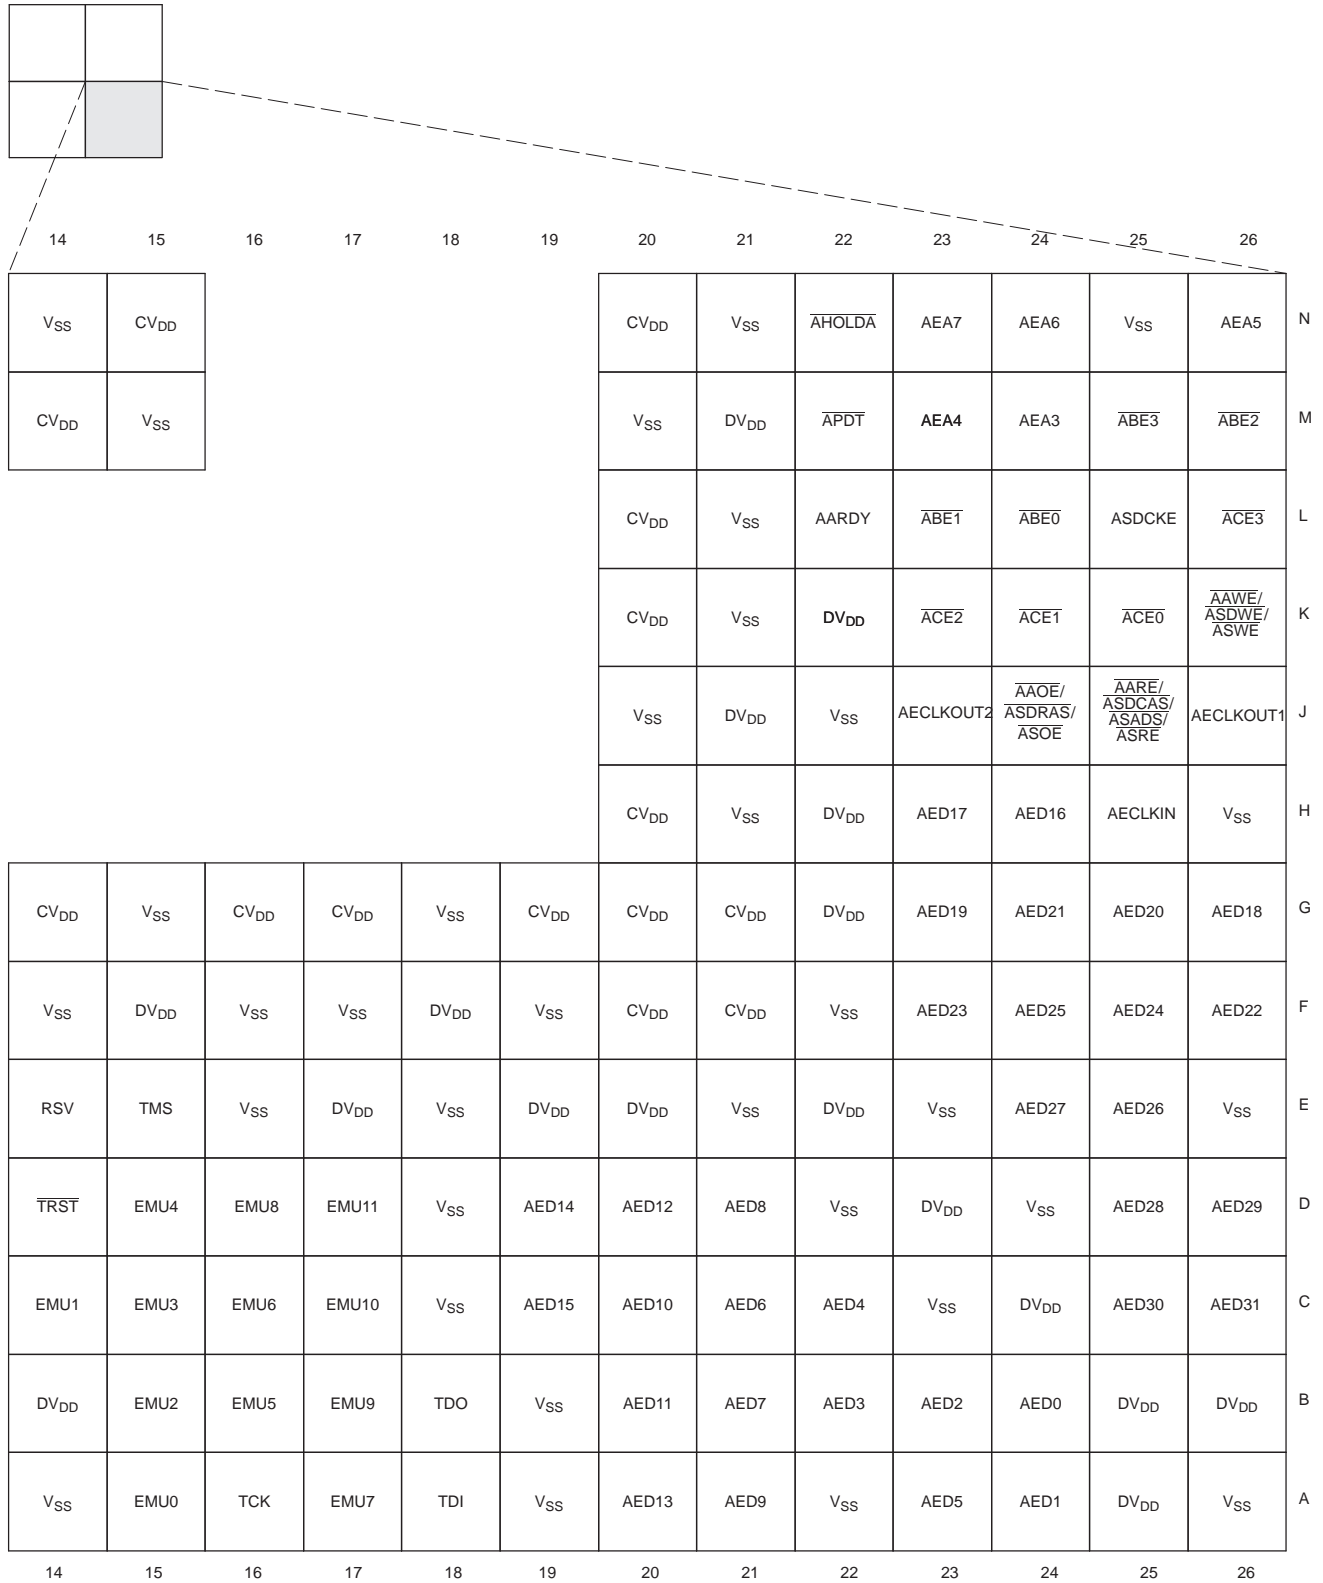 14 15 16 17 18 19 20 21 22 23 24 25 26
VSS CVDD CVDD VSS AHOLDA AEA7 AEA6 VSS AEA5 N
CVDD VSS VSS DVDD APDT AEA4 AEA3 ABE3 ABE2 M
CVDD VSS AARDY ABE1 ABE0 ASDCKE ACE3 L
CVDD VSS DVDD ACE2 ACE1 ACE0 AAWE/ ASDWE/ ASWE K
VSS DVDD VSS AECLKOUT2 AAOE/ ASDRAS/ ASOE AARE/ ASDCAS/ ASADS/ ASRE AECLKOUT1 J
CVDD VSS DVDD AED17 AED16 AECLKIN VSS H
CVDD VSS CVDD CVDD VSS CVDD CVDD CVDD DVDD AED19 AED21 AED20 AED18 G
VSS DVDD VSS VSS DVDD VSS CVDD CVDD VSS AED23 AED25 AED24 AED22 F
RSV TMS VSS DVDD VSS DVDD DVDD VSS DVDD VSS AED27 AED26 VSS E
TRST EMU4 EMU8 EMU11 VSS AED14 AED12 AED8 VSS DVDD VSS AED28 AED29 D
EMU1 EMU3 EMU6 EMU10 VSS AED15 AED10 AED6 AED4 VSS DVDD AED30 AED31 C
DVDD EMU2 EMU5 EMU9 TDO VSS AED11 AED7 AED3 AED2 AED0 DVDD DVDD B
VSS EMU0 TCK EMU7 TDI VSS AED13 AED9 VSS AED5 AED1 DVDD VSS A
14 15 16 17 18 19 20 21 22 23 24 25 26